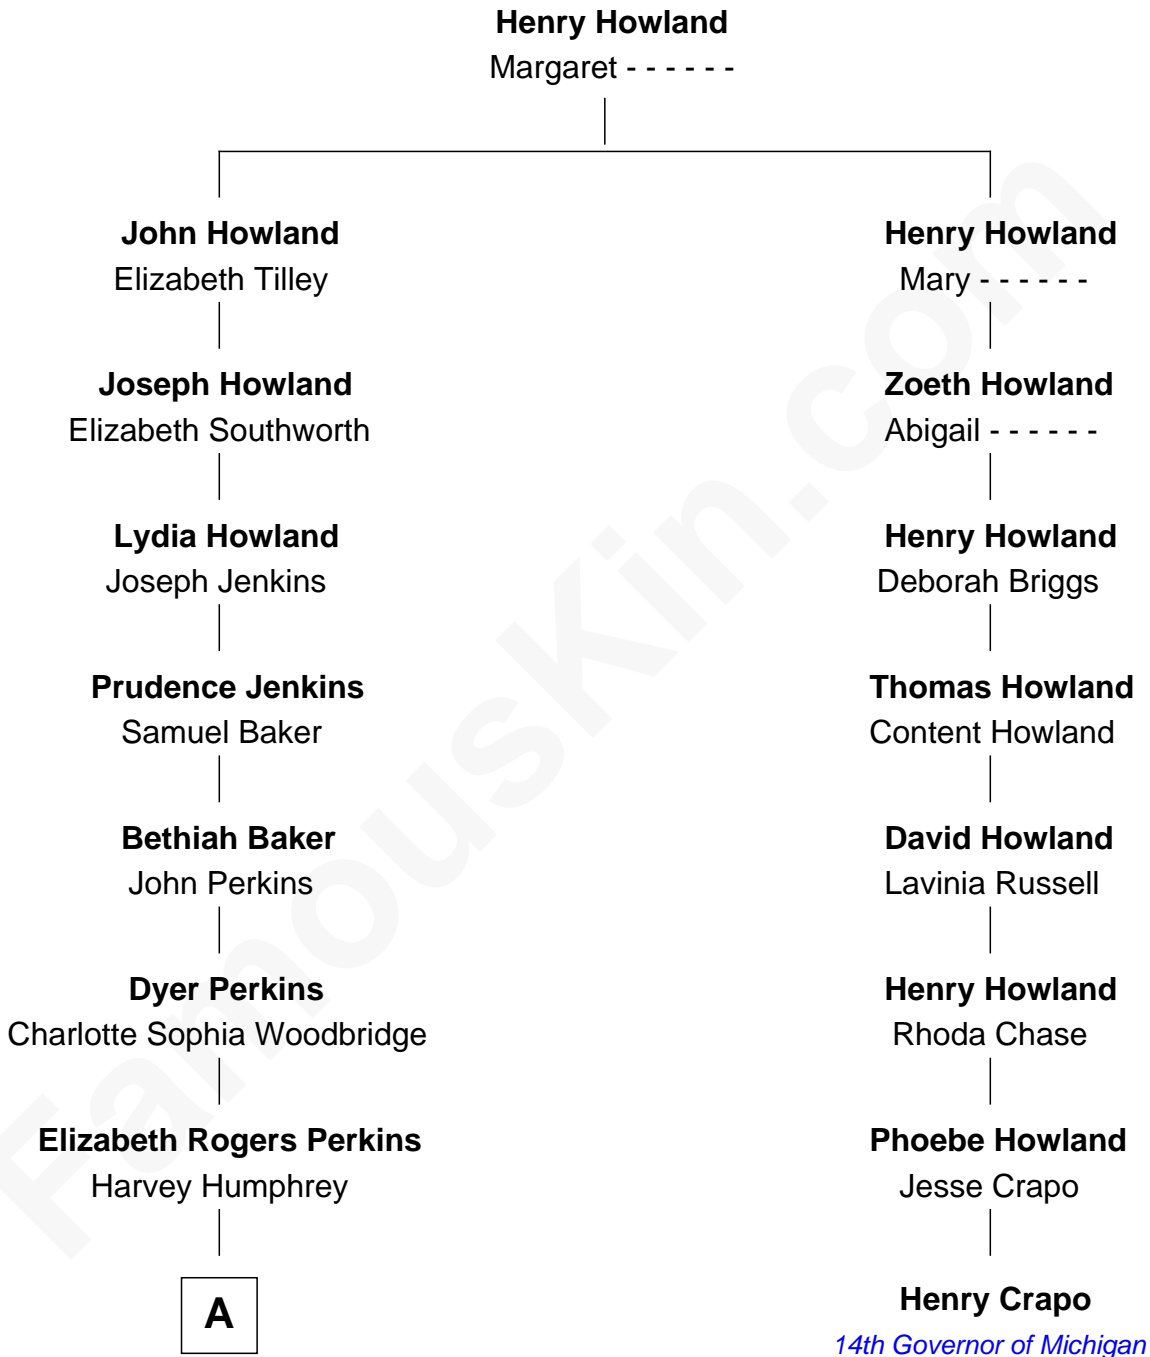 Henry Howland
Margaret - - - - - -
John Howland
Elizabeth Tilley
Henry Howland
Mary - - - - - -
Joseph Howland
Elizabeth Southworth
Zoeth Howland
Abigail - - - - - -
Lydia Howland
Joseph Jenkins
Henry Howland
Deborah Briggs
Prudence Jenkins
Samuel Baker
Thomas Howland
Content Howland
Bethiah Baker
John Perkins
David Howland
Lavinia Russell
Dyer Perkins
Charlotte Sophia Woodbridge
Henry Howland
Rhoda Chase
Elizabeth Rogers Perkins
Harvey Humphrey
Phoebe Howland
Jesse Crapo
A
Henry Crapo
14th Governor of Michigan
FamousKin.com